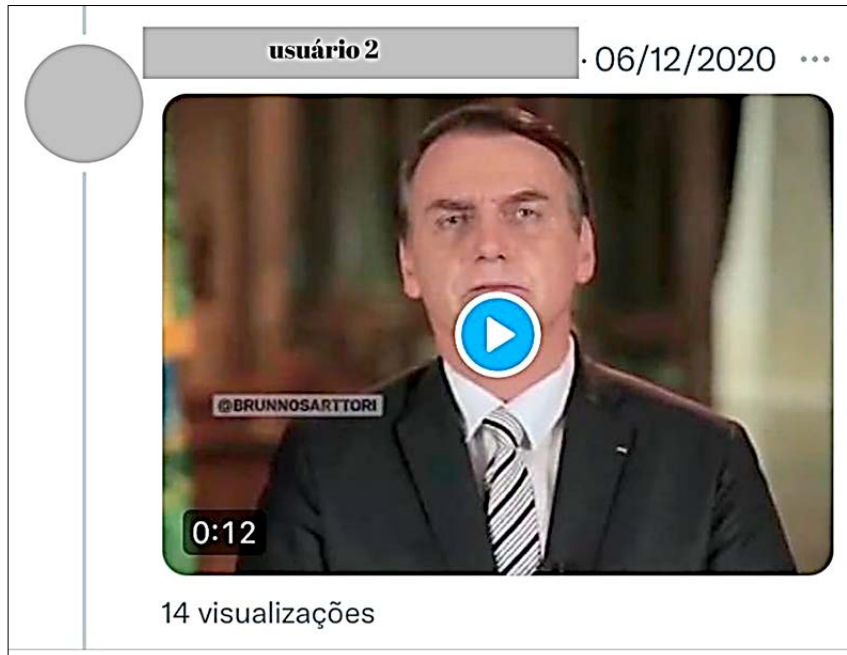 usuário 2
· 06/12/2020 ...
@BRUNNOSARTTORI
0:12
14 visualizações